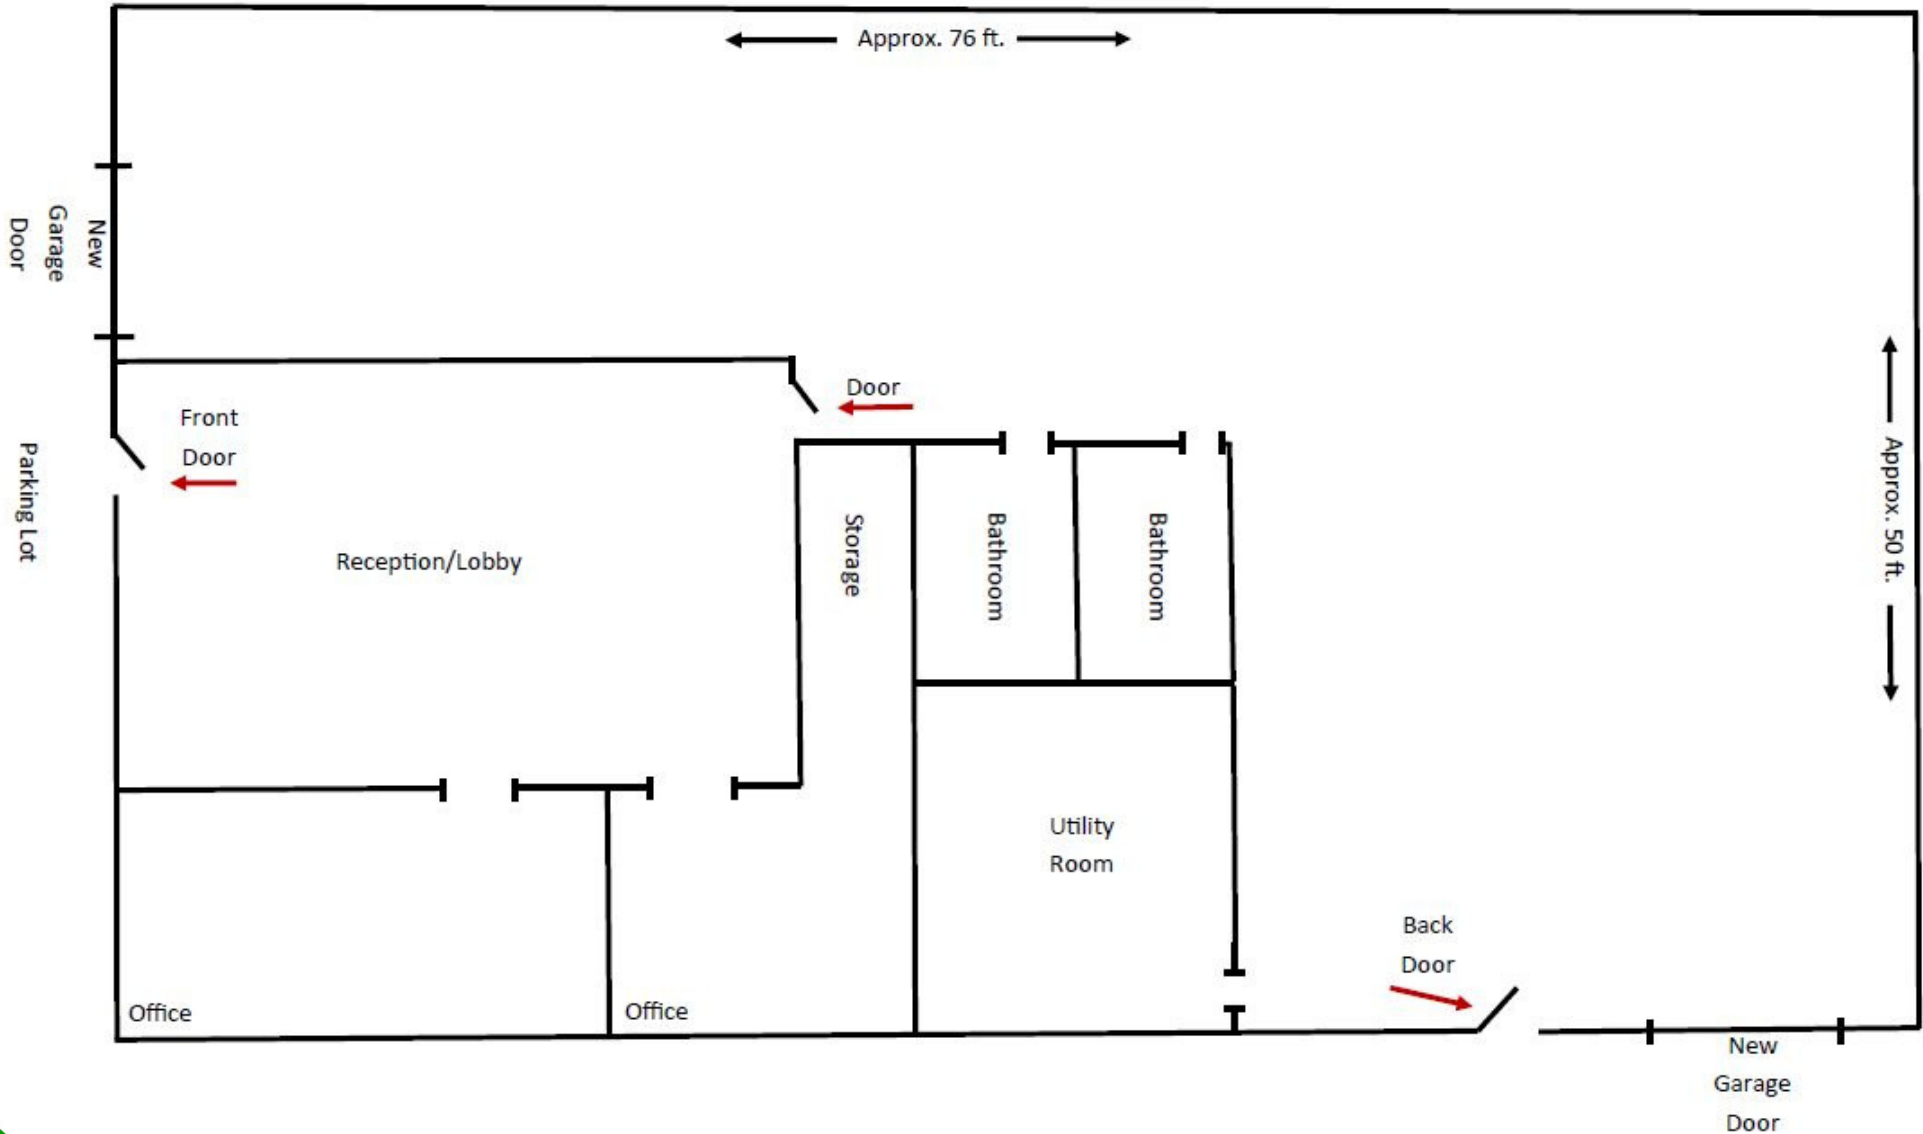 Approx. 76 ft.
New
Garage
Door
Door
Front
Door
Parking Lot
Approx. 50 ft.
Reception/Lobby
Storage
Bathroom
Bathroom
Utility
Room
Back
Door
Office
Office
New
Garage
Door